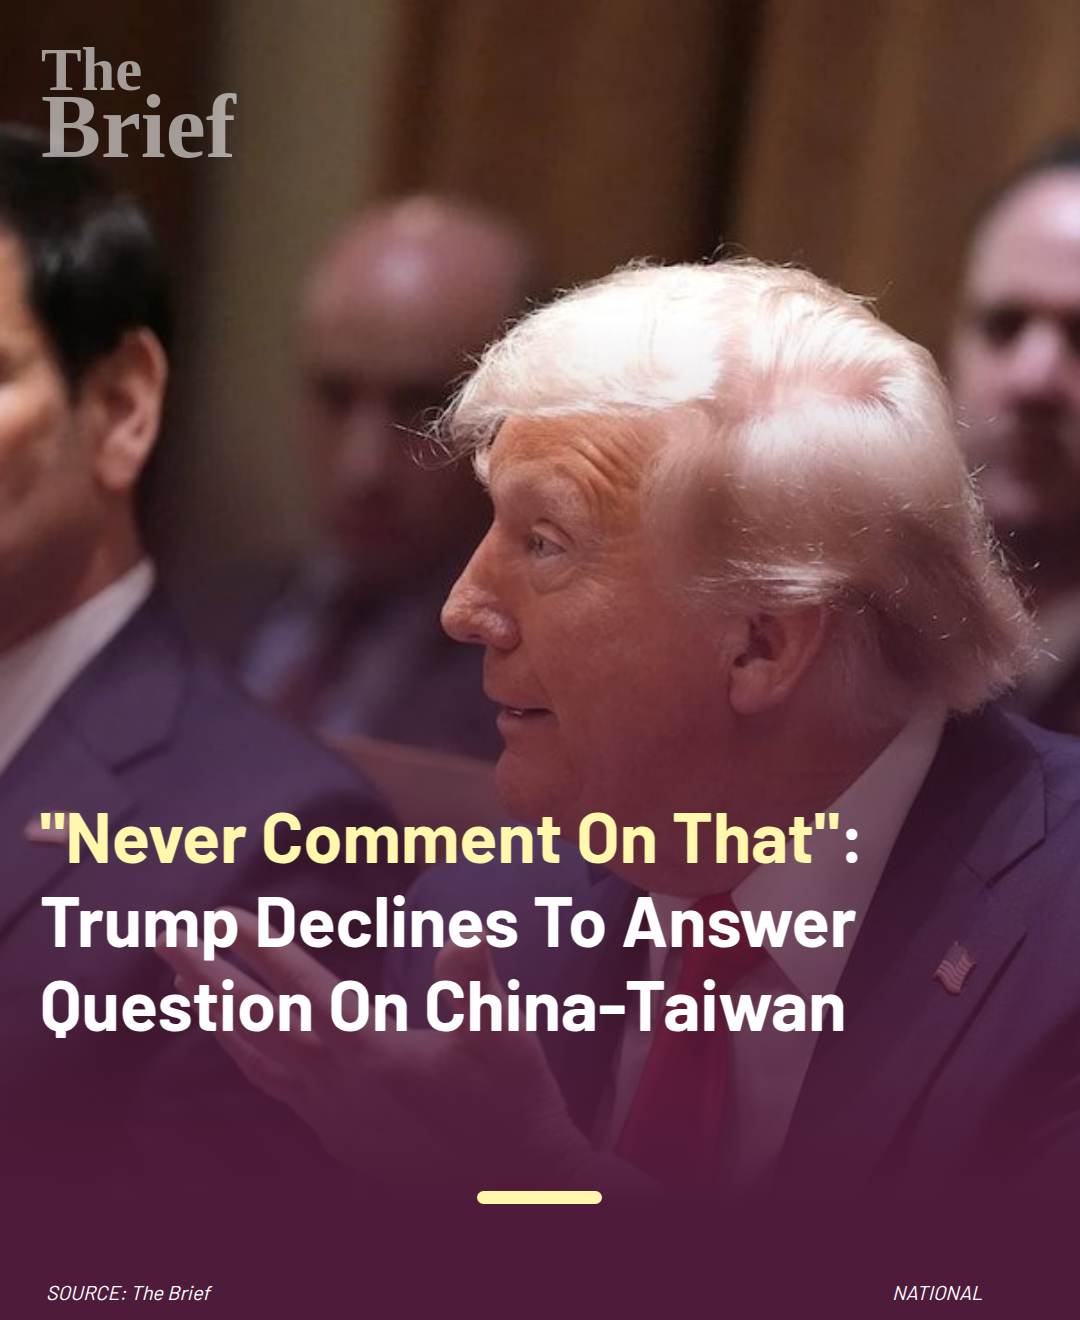 The
Brief
"Never Comment On That":
Trump Declines To Answer
Question On China-Taiwan
SOURCE: The Brief
NATIONAL